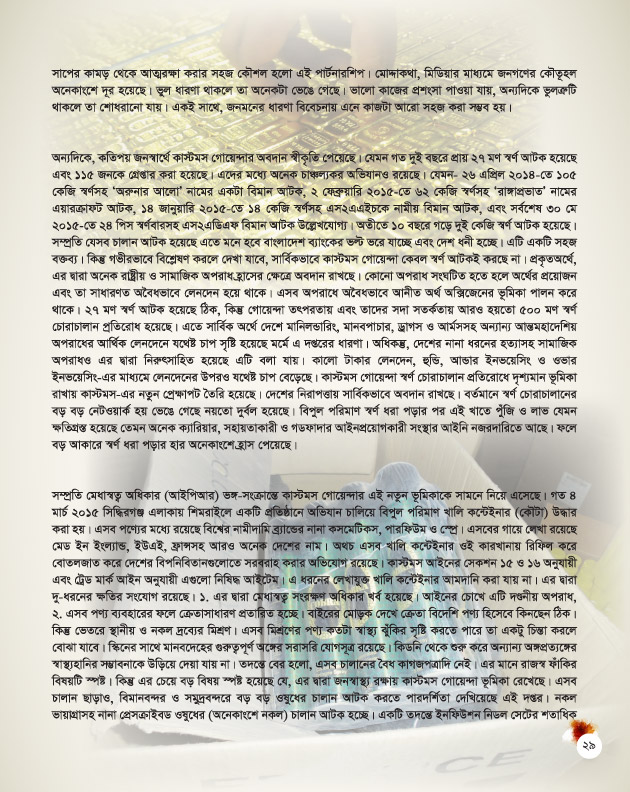 সাপের কামড় থেকে আত্মরক্ষা করার সহজ কৌশল হলো এই পার্টনারশিপ। মোদ্দাকথা, মিডিয়ার মাধ্যমে জনগণের কৌতূহল
অনেকাংশে দূর হয়েছে। ভুল ধারণা থাকলে তা অনেকটা ভেঙে গেছে। ভালো কাজের প্রশংসা পাওয়া যায়, অন্যদিকে ভুলত্রুটি
থাকলে তা শোধরানো যায়। একই সাথে, জনমনের ধারণা বিবেচনায় এনে কাজটা আরো সহজ করা সম্ভব হয়।
অন্যদিকে, কতিপয় জনস্বার্থে কাস্টমস গোয়েন্দার অবদান স্বীকৃতি পেয়েছে। যেমন গত দুই বছরে প্রায় ২৭ মণ স্বর্ণ আটক হয়েছে
এবং ১১৫ জনকে গ্রেপ্তার করা হয়েছে। এদের মধ্যে অনেক চাঞ্চল্যকর অভিযানও রয়েছে। যেমন- ২৬ এপ্রিল ২০১৪-তে ১০৫
কেজি স্বর্ণসহ ‘অরুনার আলো’ নামের একটা বিমান আটক, ২ ফেব্রুয়ারি ২০১৫-তে ৬২ কেজি স্বর্ণসহ ‘রাঙ্গাপ্রভাত’ নামের
এয়ারক্রাফট আটক, ১৪ জানুয়ারি ২০১৫-তে ১৪ কেজি স্বর্ণসহ এস২এএইচকে নামীয় বিমান আটক, এবং সর্বশেষ ৩০ মে
২০১৫-তে ২৪ পিস স্বর্ণবারসহ এস২এডিএফ বিমান আটক উল্লেখযোগ্য। অতীতে ১০ বছরে গড়ে দুই কেজি স্বর্ণ আটক হয়েছে।
সম্প্রতি যেসব চালান আটক হয়েছে এতে মনে হবে বাংলাদেশ ব্যাংকের ভল্ট ভরে যাচ্ছে এবং দেশ ধনী হচ্ছে। এটি একটি সহজ
বক্তব্য। কিন্তু গভীরভাবে বিশ্লেষণ করলে দেখা যাবে, সার্বিকভাবে কাস্টমস গোয়েন্দা কেবল স্বর্ণ আটকই করছে না। প্রকৃতঅর্থে,
এর দ্বারা অনেক রাষ্ট্রীয় ও সামাজিক অপরাধ হ্রাসের ক্ষেত্রে অবদান রাখছে। কোনো অপরাধ সংঘটিত হতে হলে অর্থের প্রয়োজন
এবং তা সাধারণত অবৈধভাবে লেনদেন হয়ে থাকে। এসব অপরাধে অবৈধভাবে আনীত অর্থ অক্সিজেনের ভূমিকা পালন করে
থাকে। ২৭ মণ স্বর্ণ আটক হয়েছে ঠিক, কিন্তু গোয়েন্দা তৎপরতায় এবং তাদের সদা সতর্কতায় আরও হয়তো ৫০০ মণ স্বর্ণ
চোরাচালান প্রতিরোধ হয়েছে। এতে সার্বিক অর্থে দেশে মানিলন্ডারিং, মানবপাচার, ড্রাগস ও আর্মসসহ অন্যান্য আন্তমহাদেশিয়
অপরাধের আর্থিক লেনদেনে যথেষ্ট চাপ সৃষ্টি হয়েছে মর্মে এ দপ্তরের ধারণা। অধিকন্তু, দেশের নানা ধরনের হত্যাসহ সামাজিক
অপরাধও এর দ্বারা নিরুৎসাহিত হয়েছে এটি বলা যায়। কালো টাকার লেনদেন, হুন্ডি, আন্ডার ইনভয়েসিং ও ওভার
ইনভয়েসিং-এর মাধ্যমে লেনদেনের উপরও যথেষ্ট চাপ বেড়েছে। কাস্টমস গোয়েন্দা স্বর্ণ চোরাচালান প্রতিরোধে দৃশ্যমান ভূমিকা
রাখায় কাস্টমস-এর নতুন প্রেক্ষাপট তৈরি হয়েছে। দেশের নিরাপত্তায় সার্বিকভাবে অবদান রাখছে। বর্তমানে স্বর্ণ চোরাচালানের
বড় বড় নেটওয়ার্ক হয় ভেঙ্গে গেছে নয়তো দুর্বল হয়েছে। বিপুল পরিমাণ স্বর্ণ ধরা পড়ার পর এই খাতে পুঁজি ও লাভ যেমন
ক্ষতিগ্রস্ত হয়েছে তেমন অনেক ক্যারিয়ার, সহায়তাকারী ও গডফাদার আইনপ্রয়োগকারী সংস্থার আইনি নজরদারিতে আছে। ফলে
বড় আকারে স্বর্ণ ধরা পড়ার হার অনেকাংশে হ্রাস পেয়েছে।
সম্প্রতি মেধাস্বত্ব অধিকার (আইপিআর) ভঙ্গ-সংক্রান্তে কাস্টমস গোয়েন্দার এই নতুন ভূমিকাকে সামনে নিয়ে এসেছে। গত ৪
মার্চ ২০১৫ সিদ্ধিরগঞ্জ এলাকায় শিমরাইলে একটি প্রতিষ্ঠানে অভিযান চালিয়ে বিপুল পরিমাণ খালি কন্টেইনার (কৌটা) উদ্ধার
করা হয়। এসব পণ্যের মধ্যে রয়েছে বিশ্বের নামীদামি ব্র্যান্ডের নানা কসমেটিকস, পারফিউম ও স্প্রে। এসবের গায়ে লেখা রয়েছে
মেড ইন ইংল্যান্ড, ইউএই, ফ্রান্সসহ আরও অনেক দেশের নাম। অথচ এসব খালি কন্টেইনার ওই কারখানায় রিফিল করে
বোতলজাত করে দেশের বিপনিবিতানগুলোতে সরবরাহ করার অভিযোগ রয়েছে। কাস্টমস আইনের সেকশন ১৫ ও ১৬ অনুযায়ী
এবং ট্রেড মার্ক আইন অনুযায়ী এগুলো নিষিদ্ধ আইটেম। এ ধরনের লেখাযুক্ত খালি কন্টেইনার আমদানি করা যায় না। এর দ্বারা
দু-ধরনের ক্ষতির সংযোগ রয়েছে। ১. এর দ্বারা মেধাস্বত্ব সংরক্ষণ অধিকার খর্ব হয়েছে। আইনের চোখে এটি দণ্ডনীয় অপরাধ,
২. এসব পণ্য ব্যবহারের ফলে ক্রেতাসাধারণ প্রতারিত হচ্ছে। বাইরের মোড়ক দেখে ক্রেতা বিদেশি পণ্য হিসেবে কিনছেন ঠিক।
কিন্তু ভেতরে স্থানীয় ও নকল দ্রব্যের মিশ্রণ। এসব মিশ্রণের পণ্য কতটা স্বাস্থ্য ঝুঁকির সৃষ্টি করতে পারে তা একটু চিন্তা করলে
বোঝা যাবে। স্কিনের সাথে মানবদেহের গুরুত্বপূর্ণ অঙ্গের সরাসরি যোগসূত্র রয়েছে। কিডনি থেকে শুরু করে অন্যান্য অঙ্গপ্রত্যঙ্গের
স্বাস্থ্যহানির সম্ভবনাকে উড়িয়ে দেয়া যায় না। তদন্তে বের হলো, এসব চালানের বৈধ কাগজপত্রাদি নেই। এর মানে রাজস্ব ফাঁকির
বিষয়টি স্পষ্ট। কিন্তু এর চেয়ে বড় বিষয় স্পষ্ট হয়েছে যে, এর দ্বারা জনস্বাস্থ্য রক্ষায় কাস্টমস গোয়েন্দা ভূমিকা রেখেছে। এসব
চালান ছাড়াও, বিমানবন্দর ও সমুদ্রবন্দরে বড় বড় ওষুধের চালান আটক করতে পারদর্শিতা দেখিয়েছে এই দপ্তর। নকল
ভায়াগ্রাসহ নানা প্রেসক্রাইবড ওষুধের (অনেকাংশে নকল) চালান আটক হচ্ছে। একটি তদন্তে ইনফিউশন নিডল সেটের শতাধিক
২৯